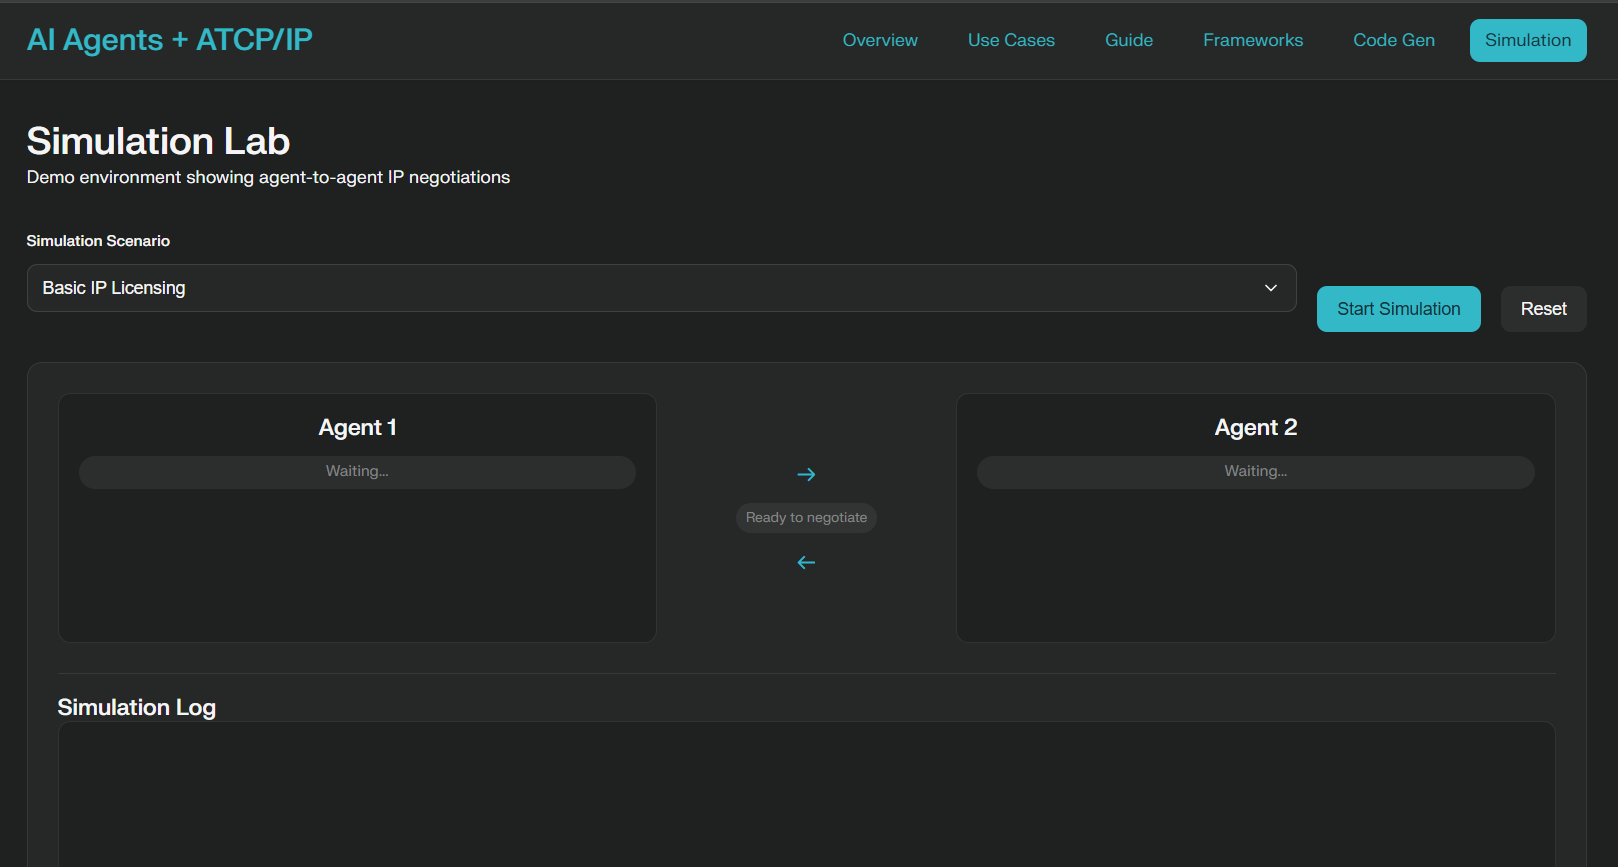 AI Agents + ATCP/IP
Overview
Use Cases
Guide
Frameworks
Code Gen
Simulation
Simulation Lab
Demo environment showing agent-to-agent IP negotiations
Simulation Scenario
Basic IP Licensing
Start Simulation
Reset
Agent 1
Waiting...
→
Ready to negotiate
←
Agent 2
Waiting...
Simulation Log